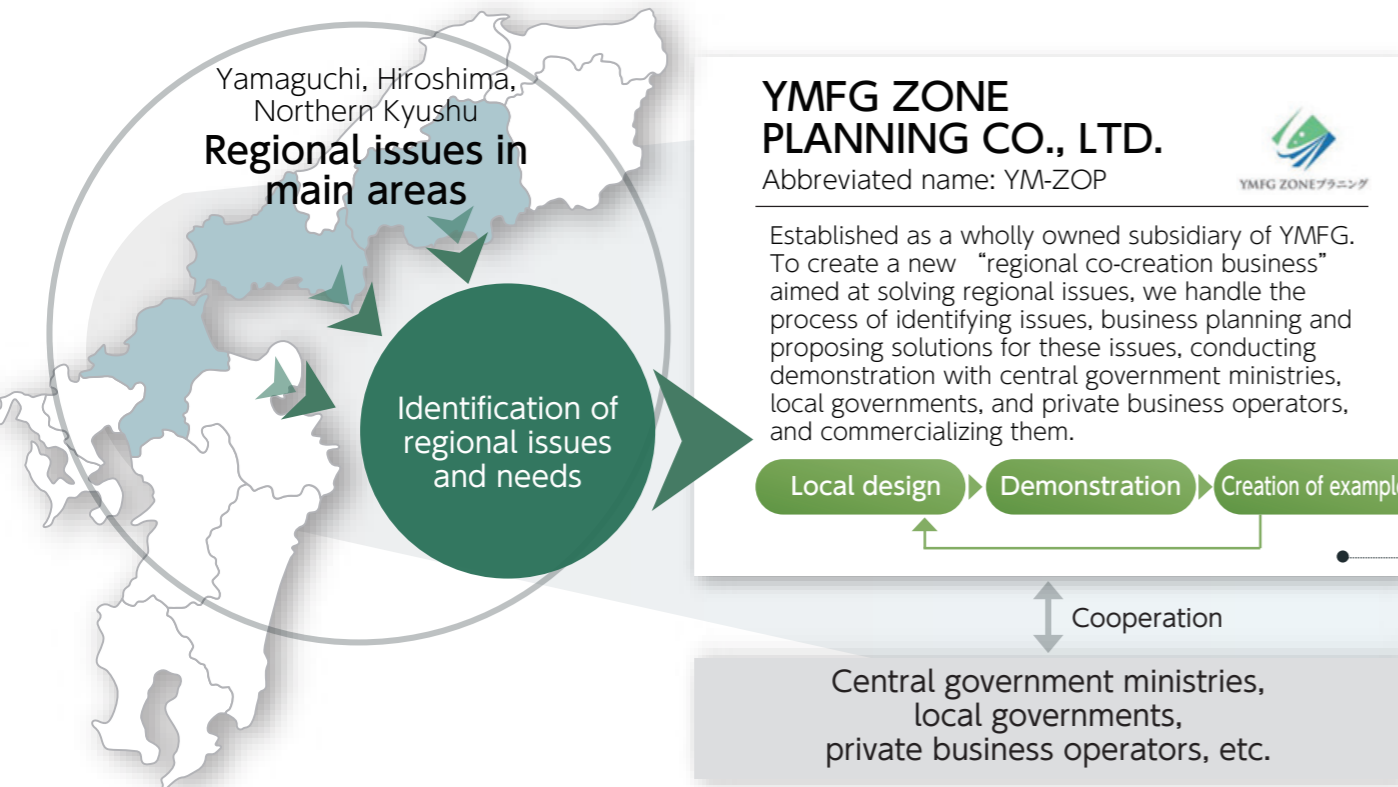 Yamaguchi, Hiroshima,
Northern Kyushu
Regional issues in
main areas
Identification of
regional issues
and needs
YMFG ZONE
PLANNING CO., LTD.
Abbreviated name: YM-ZOP
YMFG ZONEプラニング
Established as a wholly owned subsidiary of YMFG.
To create a new “regional co-creation business”
aimed at solving regional issues, we handle the
process of identifying issues, business planning and
proposing solutions for these issues, conducting
demonstration with central government ministries,
local governments, and private business operators,
and commercializing them.
Local design
Demonstration
Creation of example
Cooperation
Central government ministries,
local governments,
private business operators, etc.